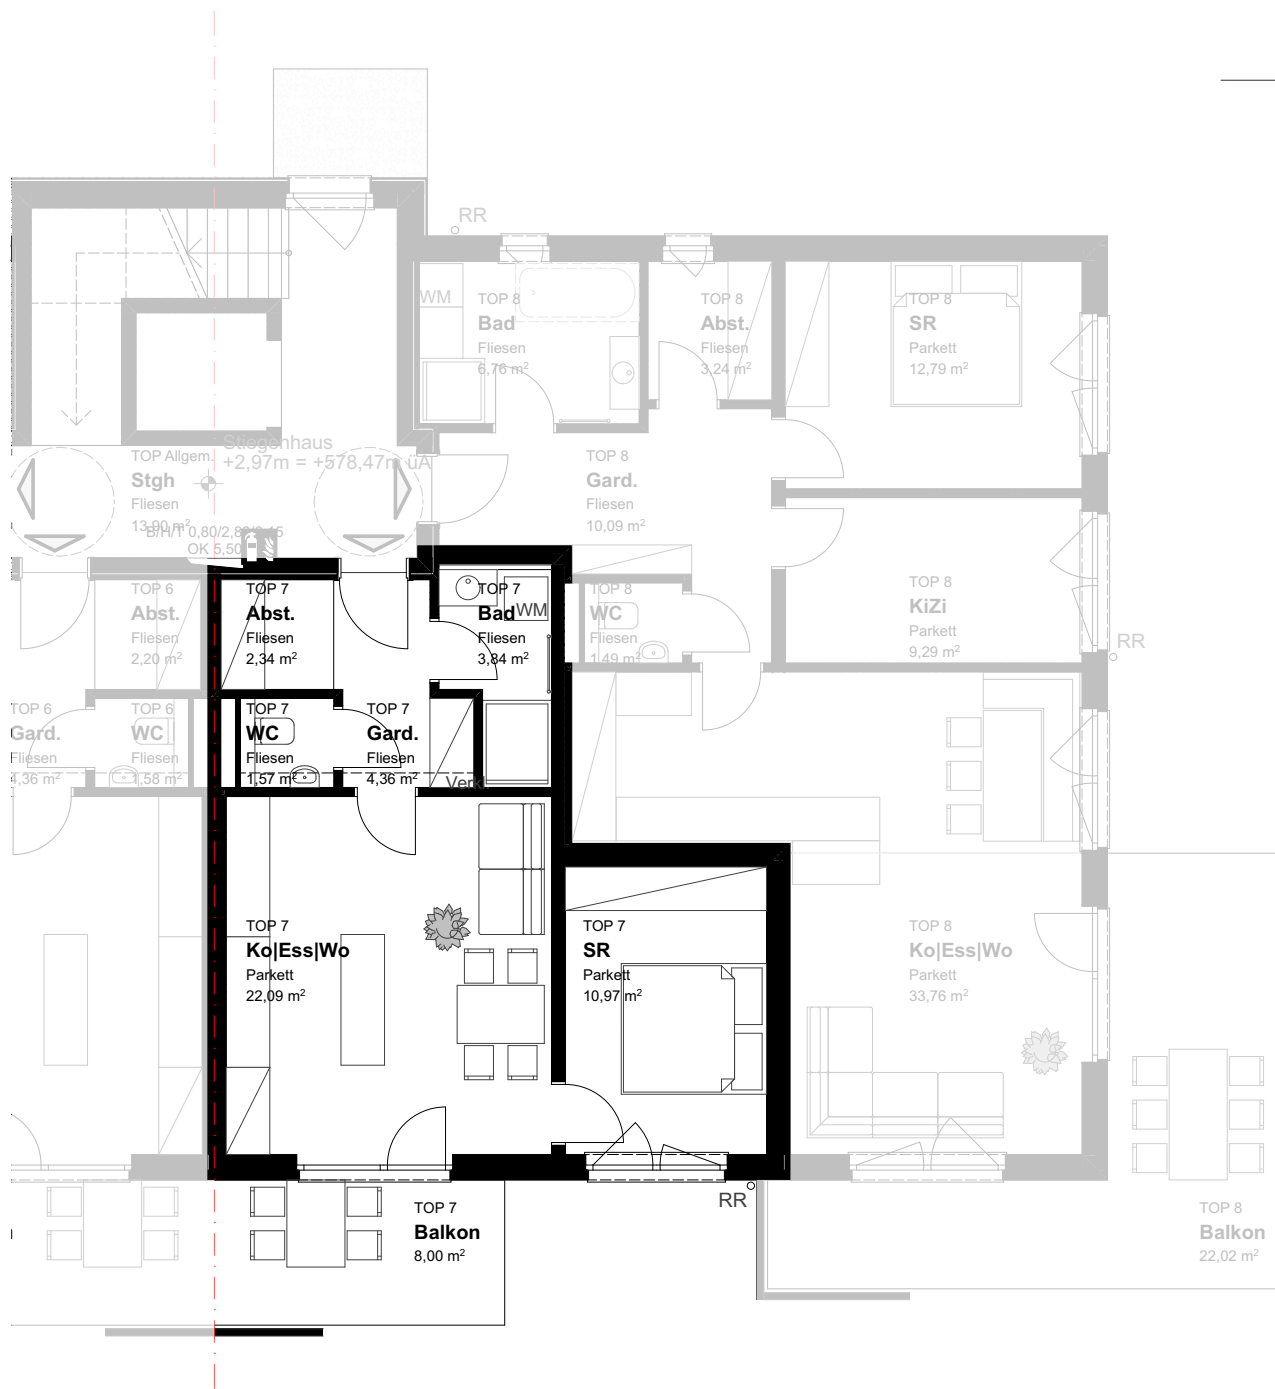 RR
WM
TOP 8
Bad
Fliesen
6,76 m²
TOP 8
Abst.
Fliesen
3,24 m²
TOP 8
SR
Parkett
12,79 m²
Stiegenhaus
+2,97m = +578,47m üA
TOP Allgem.
Stgh
Fliesen
13,90 m²
OK 5,50
TOP 8
Gard.
Fliesen
10,09 m²
TOP 6
Abst.
Fliesen
2,20 m²
TOP 7
Abst.
Fliesen
2,34 m²
TOP 7
Bad
WM
Fliesen
3,84 m²
TOP 8
WC
Fliesen
1,49 m²
TOP 8
KiZi
Parkett
9,29 m²
RR
TOP 6
Gard.
Fliesen
4,36 m²
TOP 6
WC
Fliesen
1,58 m²
TOP 7
WC
Fliesen
1,57 m²
TOP 7
Gard.
Fliesen
4,36 m²
Verkl.
TOP 7
Ko|Ess|Wo
Parkett
22,09 m²
TOP 7
SR
Parkett
10,97 m²
TOP 8
Ko|Ess|Wo
Parkett
33,76 m²
RR
TOP 7
Balkon
8,00 m²
TOP 8
Balkon
22,02 m²